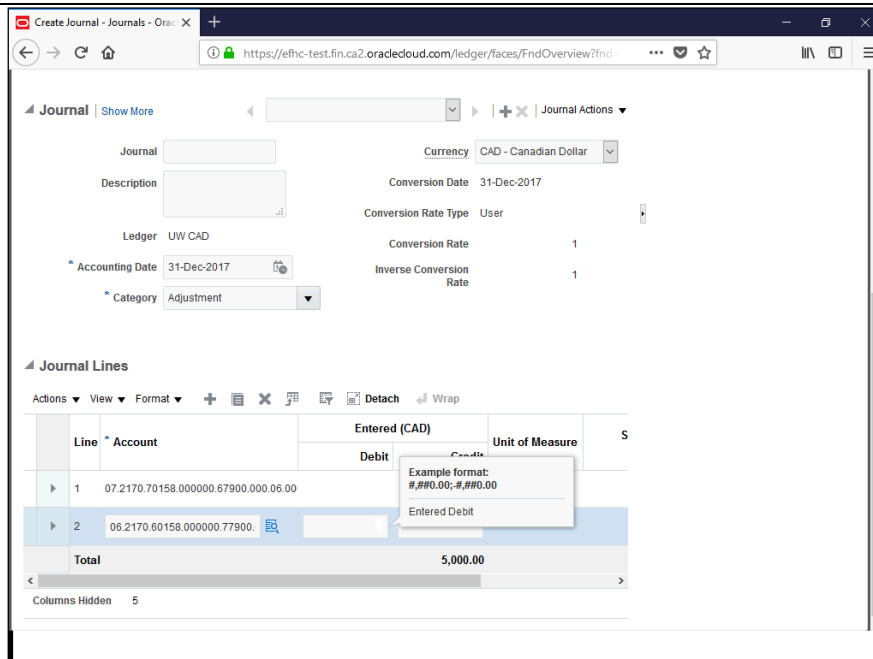 Create Journal - Journals - Orac
https://efhc-test.fin.ca2.oraclecloud.com/ledger/faces/FndOverview?fnd=
Journal | Show More
Journal Actions
Journal
Currency CAD - Canadian Dollar
Description
Conversion Date 31-Dec-2017
Conversion Rate Type User
Ledger UW CAD
Conversion Rate 1
* Accounting Date 31-Dec-2017
Inverse Conversion Rate 1
* Category Adjustment
Journal Lines
Actions View Format Detach Wrap
Line * Account Entered (CAD) Unit of Measure S
Debit Credit
Example format:
#,##0.00;-#,##0.00
Entered Debit
1 07.2170.70158.000000.67900.000.06.00
2 06.2170.60158.000000.77900.
Total 5,000.00
Columns Hidden 5